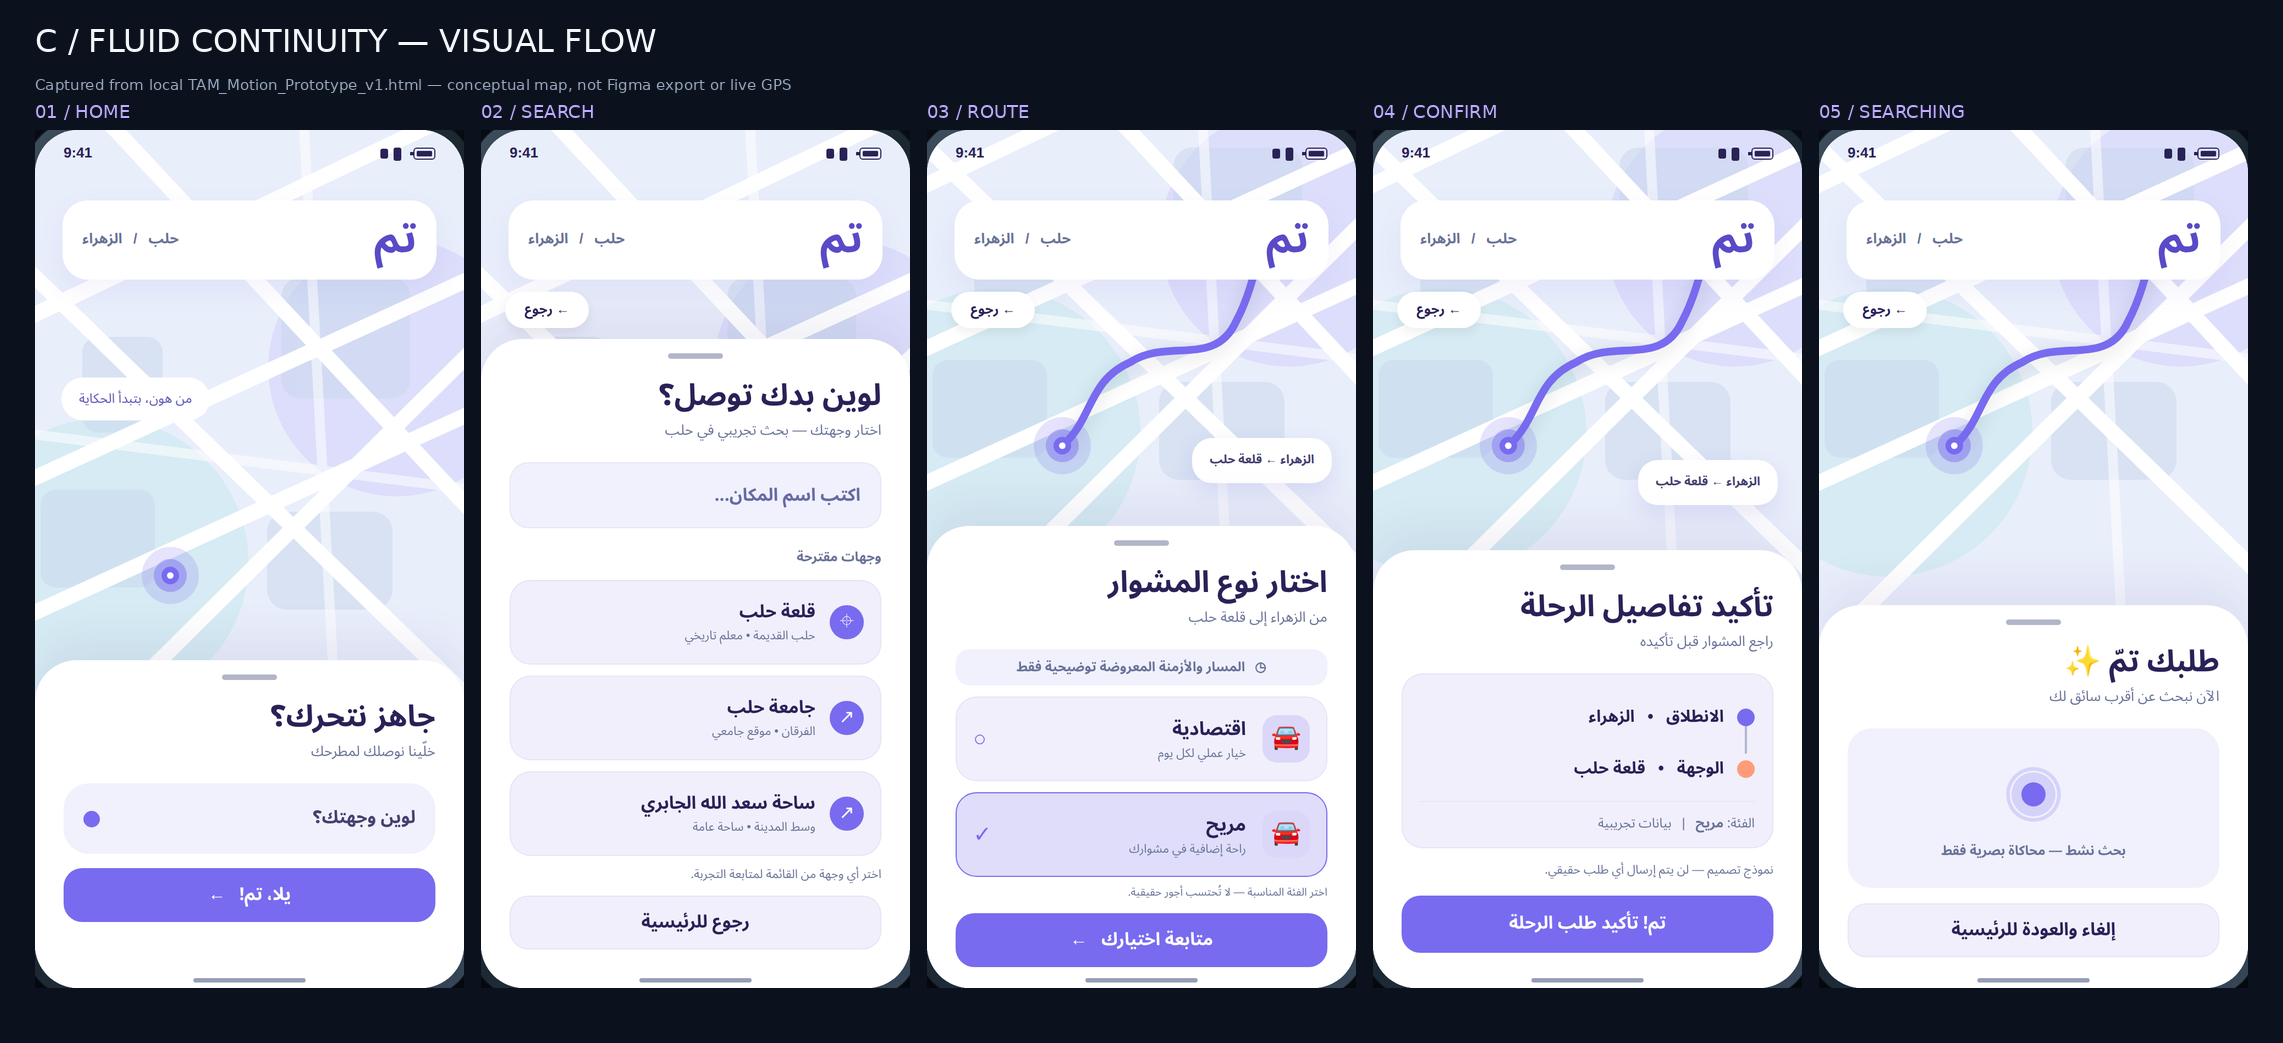 C / FLUID CONTINUITY — VISUAL FLOW
Captured from local TAM_Motion_Prototype_v1.html — conceptual map, not Figma export or live GPS
01 / HOME
9:41
تم
حلب / الزهراء
من هون، بتبدأ الحكاية
جاهز نتحرك؟
خلّينا نوصلك لمطرحك
لوين وجهتك؟
يلا، تم! ←
02 / SEARCH
9:41
تم
حلب / الزهراء
← رجوع
لوين بدك توصل؟
اختار وجهتك — بحث تجريبي في حلب
اكتب اسم المكان...
وجهات مقترحة
قلعة حلب
حلب القديمة • معلم تاريخي
جامعة حلب
الفرقان • موقع جامعي
ساحة سعد الله الجابري
وسط المدينة • ساحة عامة
اختر أي وجهة من القائمة لمتابعة التجربة.
رجوع للرئيسية
03 / ROUTE
9:41
تم
حلب / الزهراء
← رجوع
الزهراء ← قلعة حلب
اختار نوع المشوار
من الزهراء إلى قلعة حلب
المسار والأزمنة المعروضة توضيحية فقط
اقتصادية
خيار عملي لكل يوم
مريح
راحة إضافية في مشوارك
اختر الفئة المناسبة — لا تُحتسب أجور حقيقية.
متابعة اختيارك ←
04 / CONFIRM
9:41
تم
حلب / الزهراء
← رجوع
الزهراء ← قلعة حلب
تأكيد تفاصيل الرحلة
راجع المشوار قبل تأكيده
الانطلاق • الزهراء
الوجهة • قلعة حلب
الفئة: مريح | بيانات تجريبية
نموذج تصميم — لن يتم إرسال أي طلب حقيقي.
تم! تأكيد طلب الرحلة
05 / SEARCHING
9:41
تم
حلب / الزهراء
← رجوع
طلبك تمّ ✨
الآن نبحث عن أقرب سائق لك
بحث نشط — محاكاة بصرية فقط
إلغاء والعودة للرئيسية